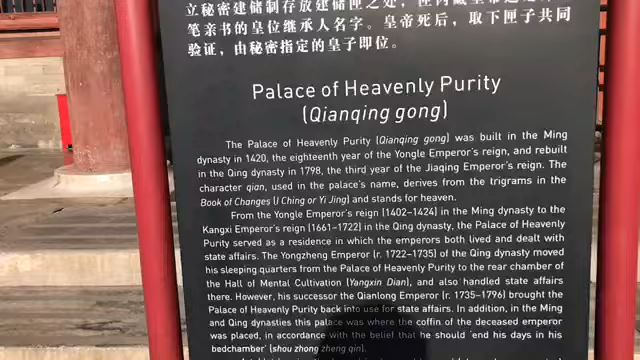 立秘密建储制存放建储匣之处，匣内藏皇帝
笔亲书的皇位继承人名字。皇帝死后，取下匣子共同
验证，由秘密指定的皇子即位。
Palace of Heavenly Purity
(Qianqing gong)
The Palace of Heavenly Purity (Qianqing gong) was built in the Ming
dynasty in 1420, the eighteenth year of the Yongle Emperor's reign, and rebuilt
in the Qing dynasty in 1798, the third year of the Jiaqing Emperor's reign. The
character qian, used in the palace's name, derives from the trigrams in the
Book of Changes (I Ching or Yi Jing) and stands for heaven.
From the Yongle Emperor's reign (1402–1424) in the Ming dynasty to the
Kangxi Emperor's reign (1661–1722) in the Qing dynasty, the Palace of Heavenly
Purity served as a residence in which the emperors both lived and dealt with
state affairs. The Yongzheng Emperor (r. 1722–1735) of the Qing dynasty moved
his sleeping quarters from the Palace of Heavenly Purity to the rear chamber of
the Hall of Mental Cultivation (Yangxin Dian), and also handled state affairs
there. However, his successor the Qianlong Emperor (r. 1735–1796) brought the
Palace of Heavenly Purity back into use for state affairs. In addition, in the Ming
and Qing dynasties this palace was where the coffin of the deceased emperor
was placed, in accordance with the belief that he should 'end his days in his
bedchamber' (shou zhong zheng qin).